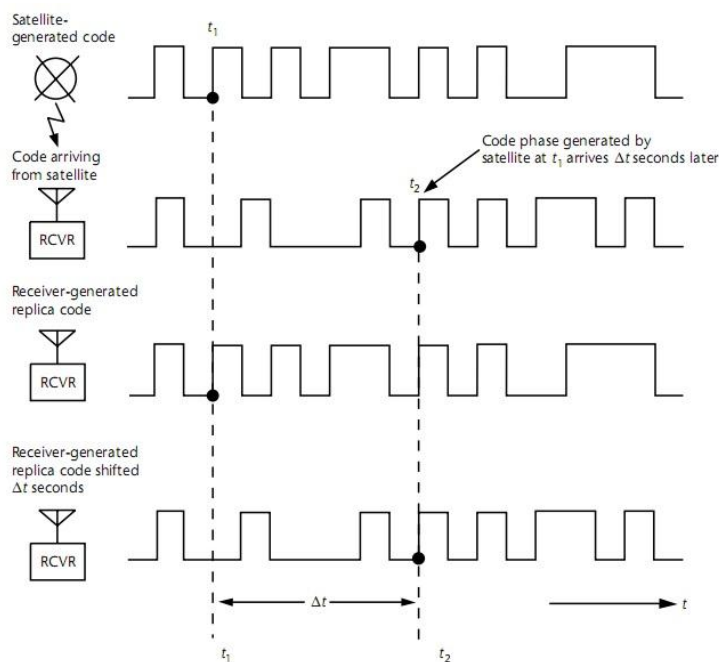 Satellite-
generated code
t1
Code arriving
from satellite
Code phase generated by
satellite at t1 arrives Δt seconds later
t2
RCVR
Receiver-generated
replica code
RCVR
Receiver-generated
replica code shifted
Δt seconds
RCVR
Δt
t
t1
t2